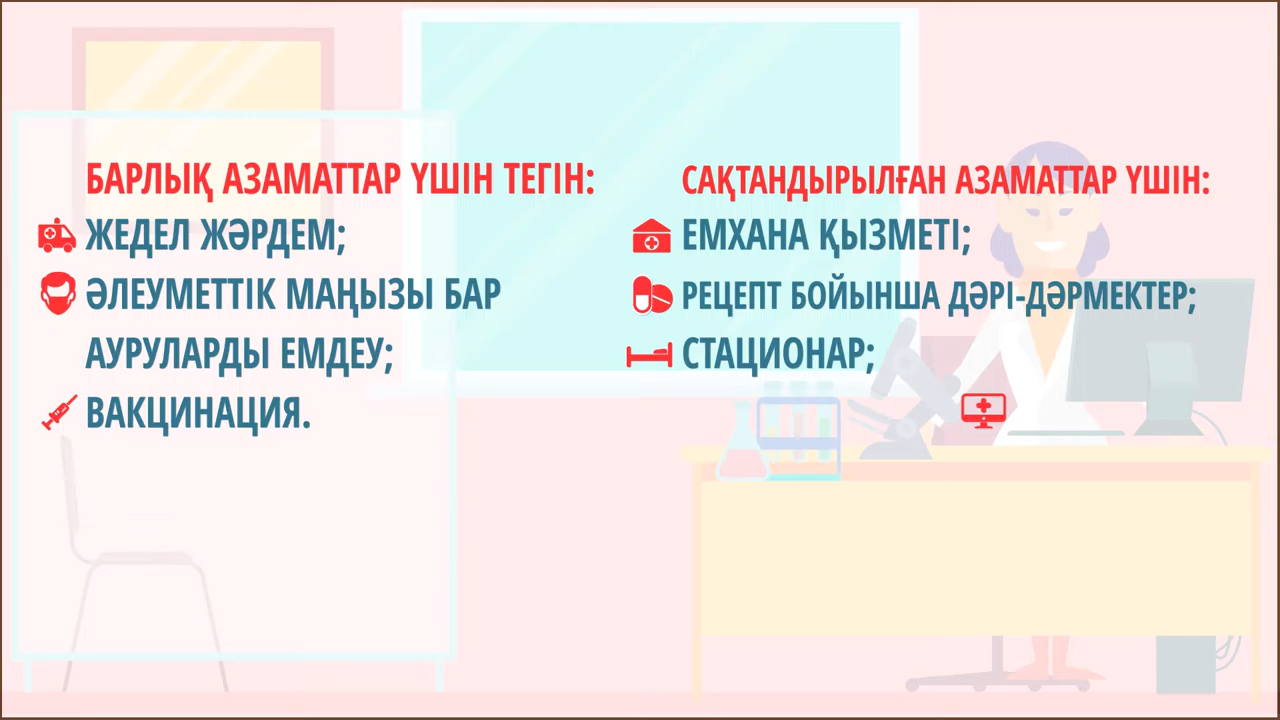 БАРЛЫҚ АЗАМАТТАР ҮШІН ТЕГІН:
ЖЕДЕЛ ЖӘРДЕМ;
ӘЛЕУМЕТТІК МАҢЫЗЫ БАР
АУРУЛАРДЫ ЕМДЕУ;
ВАКЦИНАЦИЯ.
САҚТАНДЫРЫЛҒАН АЗАМАТТАР ҮШІН:
ЕМХАНА ҚЫЗМЕТІ;
РЕЦЕПТ БОЙЫНША ДӘРІ-ДӘРМЕКТЕР;
СТАЦИОНАР;